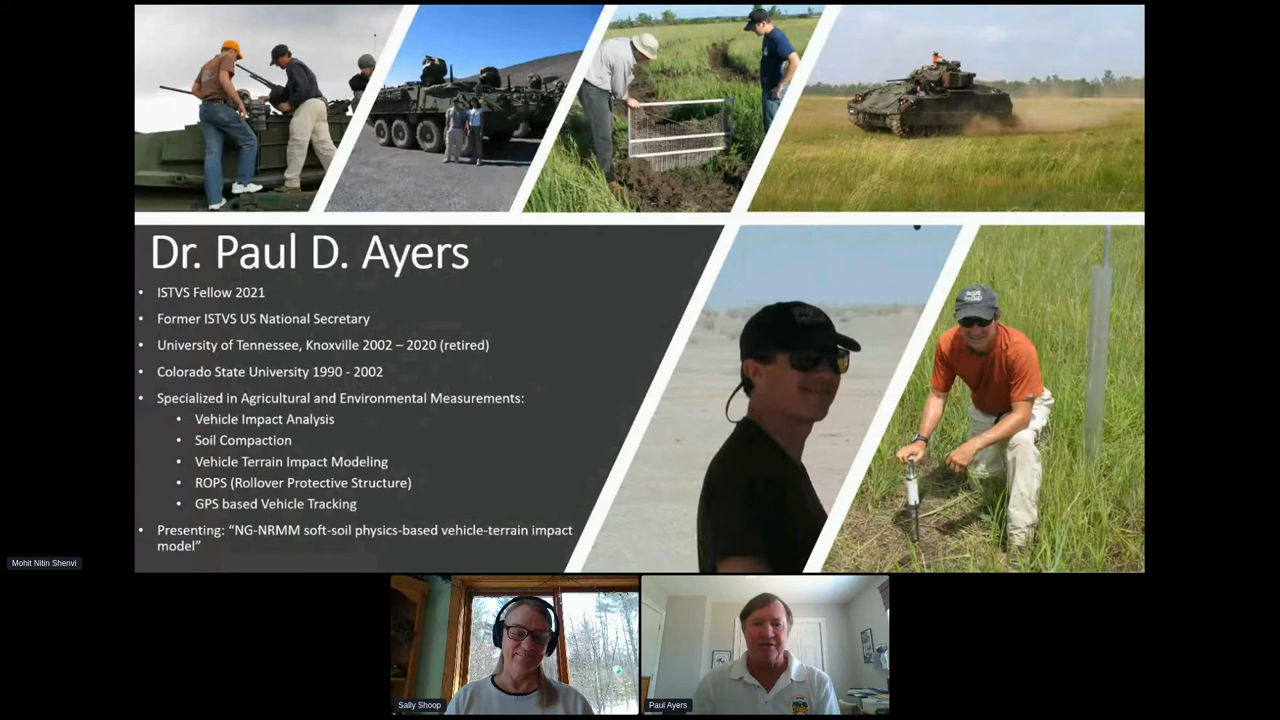 Dr. Paul D. Ayers
• ISTVS Fellow 2021
• Former ISTVS US National Secretary
• University of Tennessee, Knoxville 2002 – 2020 (retired)
• Colorado State University 1990 - 2002
• Specialized in Agricultural and Environmental Measurements:
• Vehicle Impact Analysis
• Soil Compaction
• Vehicle Terrain Impact Modeling
• ROPS (Rollover Protective Structure)
• GPS based Vehicle Tracking
• Presenting: “NG-NRMM soft-soil physics-based vehicle-terrain impact
model”
Mohit Nitin Shenvi
Sally Shoop
Paul Ayers